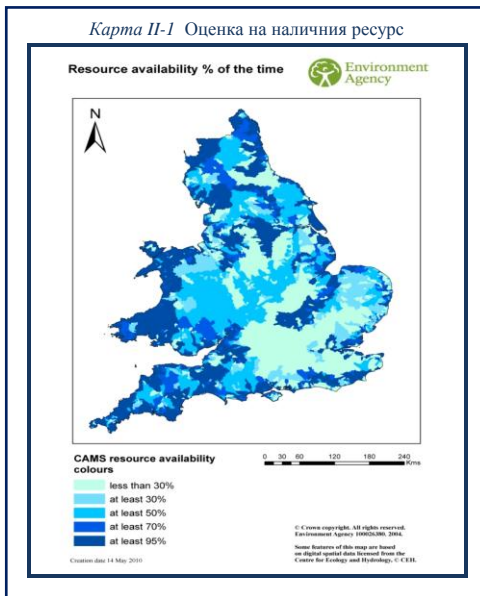 Карта II-1 Оценка на наличния ресурс
Resource availability % of the time
Environment
Agency
N
CAMS resource availability
colours
less than 30%
at least 30%
at least 50%
at least 70%
at least 95%
0 30 60 120 180 240
Kms
© Crown copyright. All rights reserved.
Environment Agency 100026380, 2004.
Some features of this map are based
on digital spatial data licensed from the
Centre for Ecology and Hydrology, © CEH.
Creation date 14 May 2010